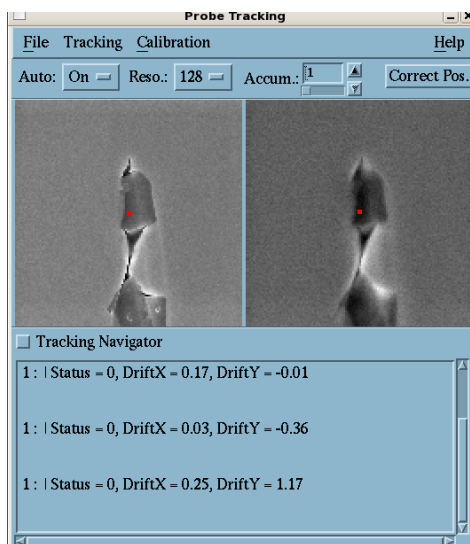 Probe Tracking
File Tracking Calibration Help
Auto: On Reso.: 128 Accum.: 1 Correct Pos.
Tracking Navigator
1 : | Status = 0, DriftX = 0.17, DriftY = -0.01
1 : | Status = 0, DriftX = 0.03, DriftY = -0.36
1 : | Status = 0, DriftX = 0.25, DriftY = 1.17